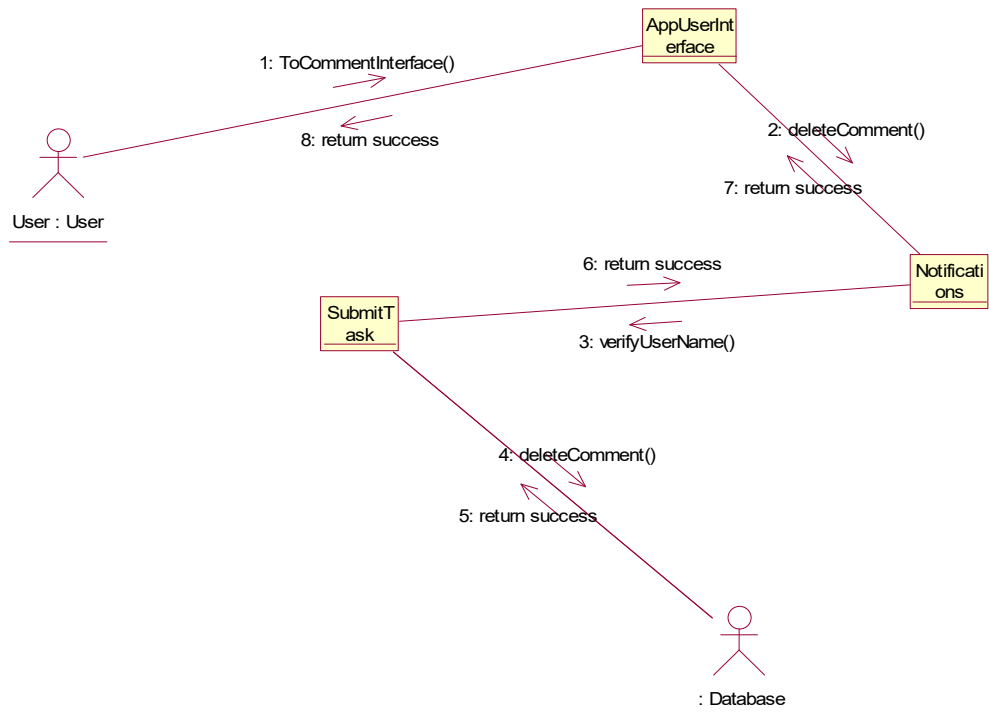 AppUserInt
erface
1: ToCommentInterface()
8: return success
2: deleteComment()
7: return success
User : User
6: return success
Notificati
ons
SubmitT
ask
3: verifyUserName()
4: deleteComment()
5: return success
: Database